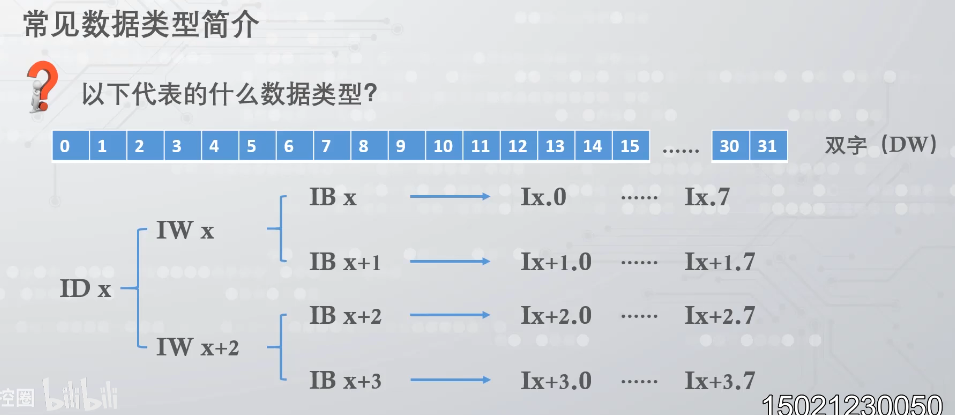 常见数据类型简介
? 以下代表的什么数据类型?
0 1 2 3 4 5 6 7 8 9 10 11 12 13 14 15 …… 30 31 双字（DW）
IB x Ix.0 …… Ix.7
IW x
IB x+1 Ix+1.0 …… Ix+1.7
ID x
IB x+2 Ix+2.0 …… Ix+2.7
IW x+2
IB x+3 Ix+3.0 …… Ix+3.7
控圈 bilibili
15021230050